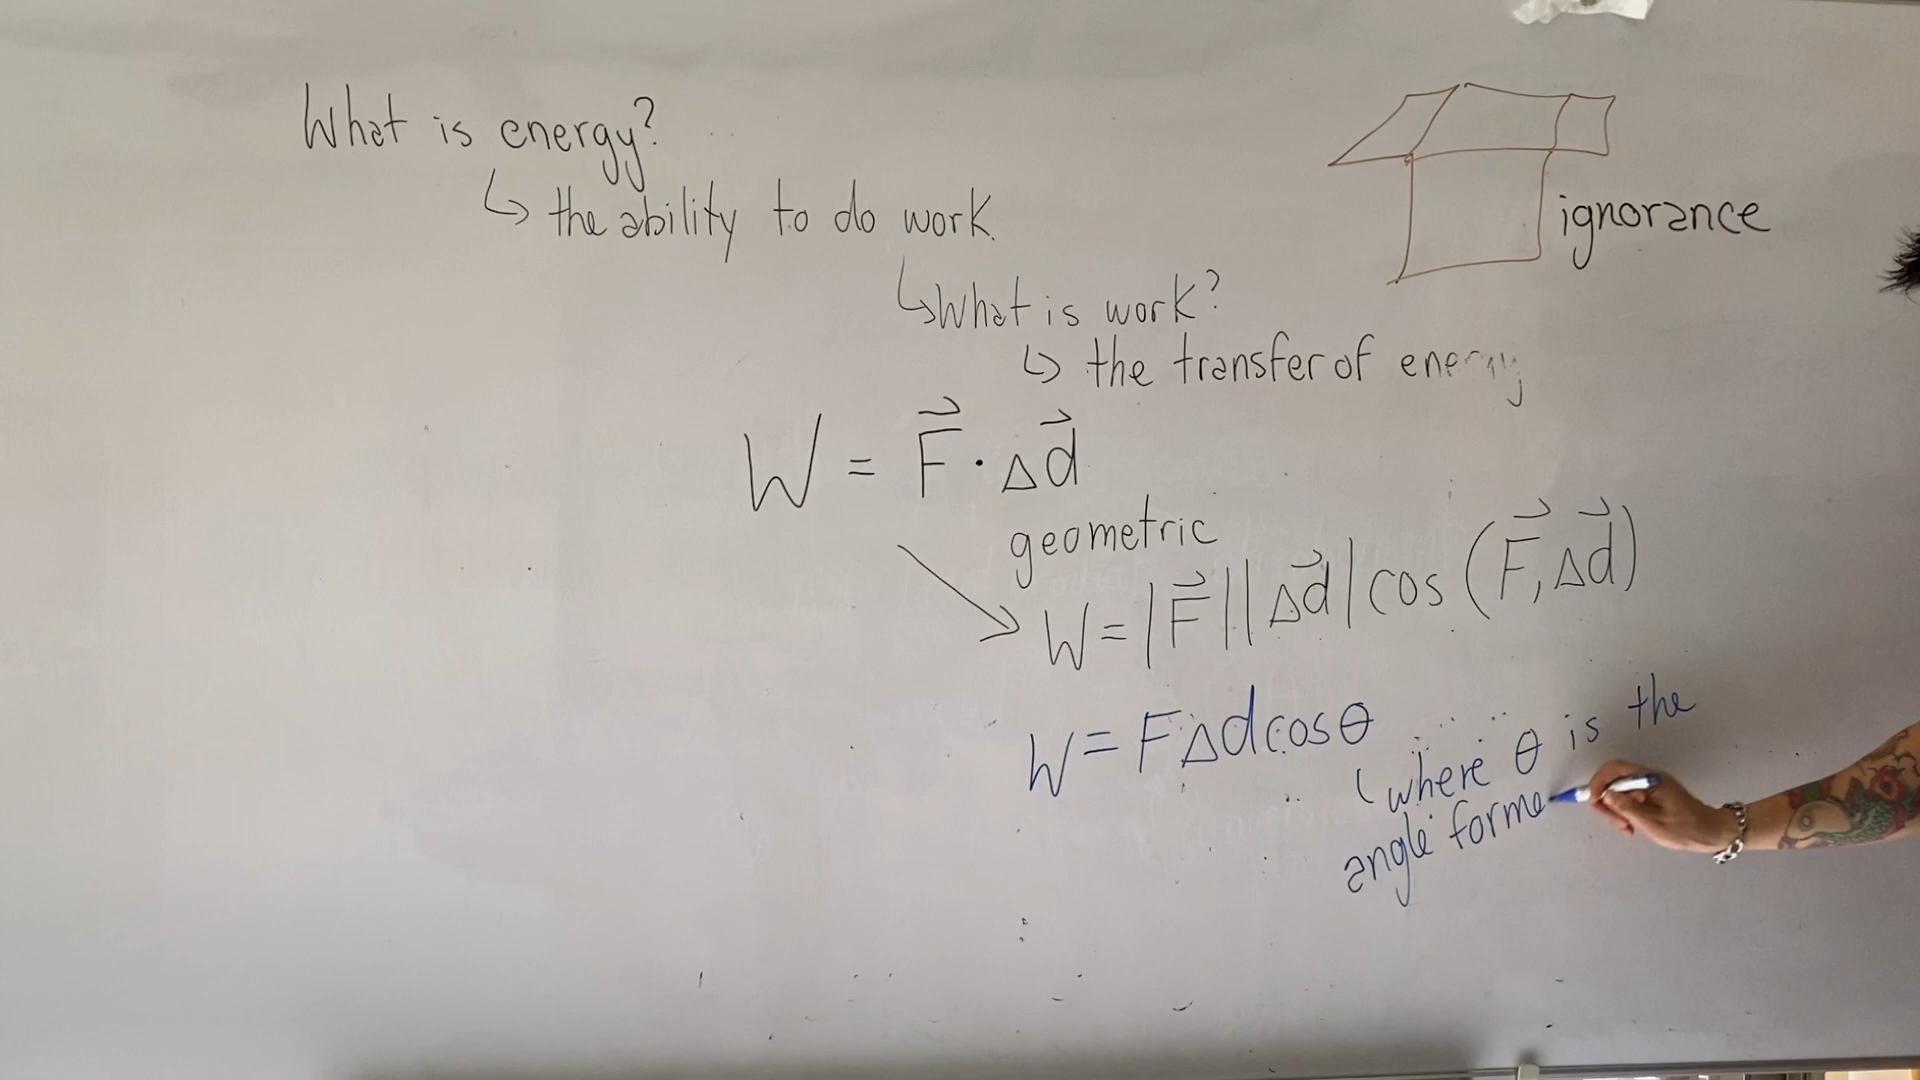 What is energy?
↳ the ability to do work
ignorance
↳ What is work?
↳ the transfer of energy
W = F⃗ · Δd⃗
geometric
W = |F⃗||Δd⃗| cos (F⃗, Δd⃗)
W = FΔd cos θ
(where θ is the
angle forme